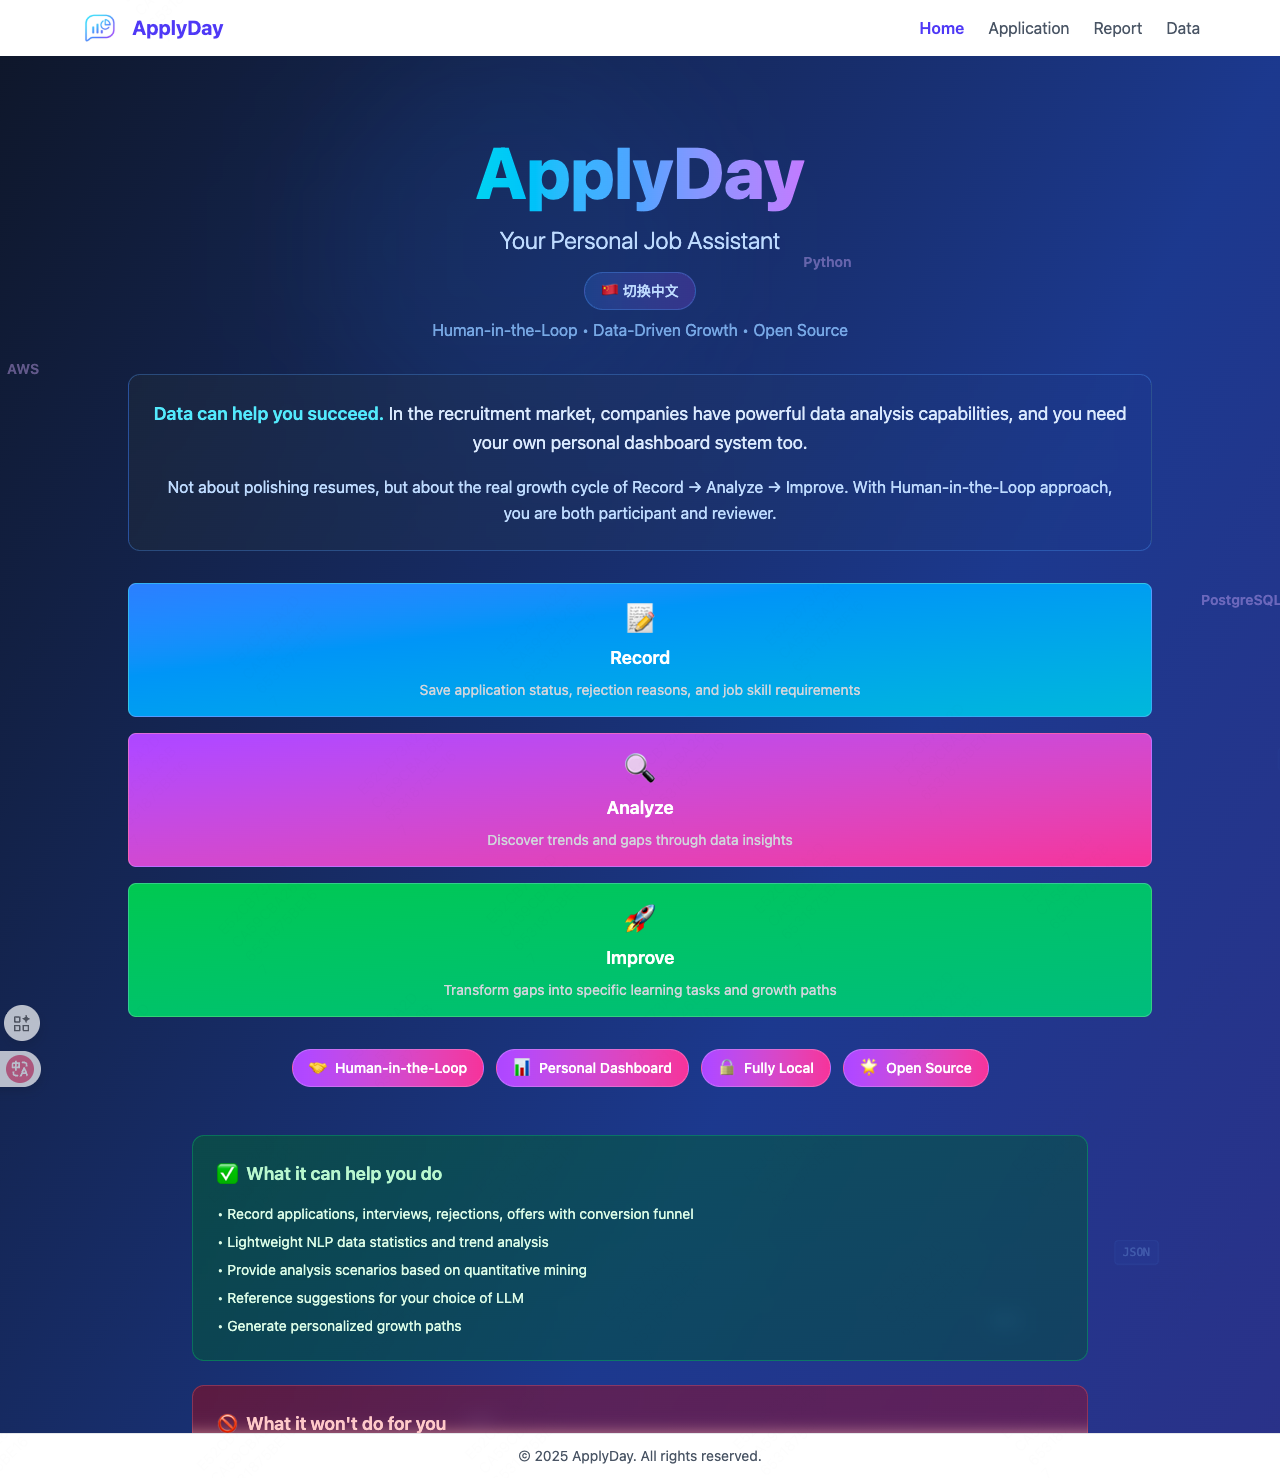 ApplyDay
Home Application Report Data
ApplyDay
Your Personal Job Assistant
Python
切换中文
Human-in-the-Loop • Data-Driven Growth • Open Source
AWS
Data can help you succeed. In the recruitment market, companies have powerful data analysis capabilities, and you need
your own personal dashboard system too.
Not about polishing resumes, but about the real growth cycle of Record → Analyze → Improve. With Human-in-the-Loop approach,
you are both participant and reviewer.
PostgreSQL
Record
Save application status, rejection reasons, and job skill requirements
Analyze
Discover trends and gaps through data insights
Improve
Transform gaps into specific learning tasks and growth paths
Human-in-the-Loop Personal Dashboard Fully Local Open Source
What it can help you do
• Record applications, interviews, rejections, offers with conversion funnel
• Lightweight NLP data statistics and trend analysis
• Provide analysis scenarios based on quantitative mining
• Reference suggestions for your choice of LLM
• Generate personalized growth paths
JSON
What it won't do for you
© 2025 ApplyDay. All rights reserved.